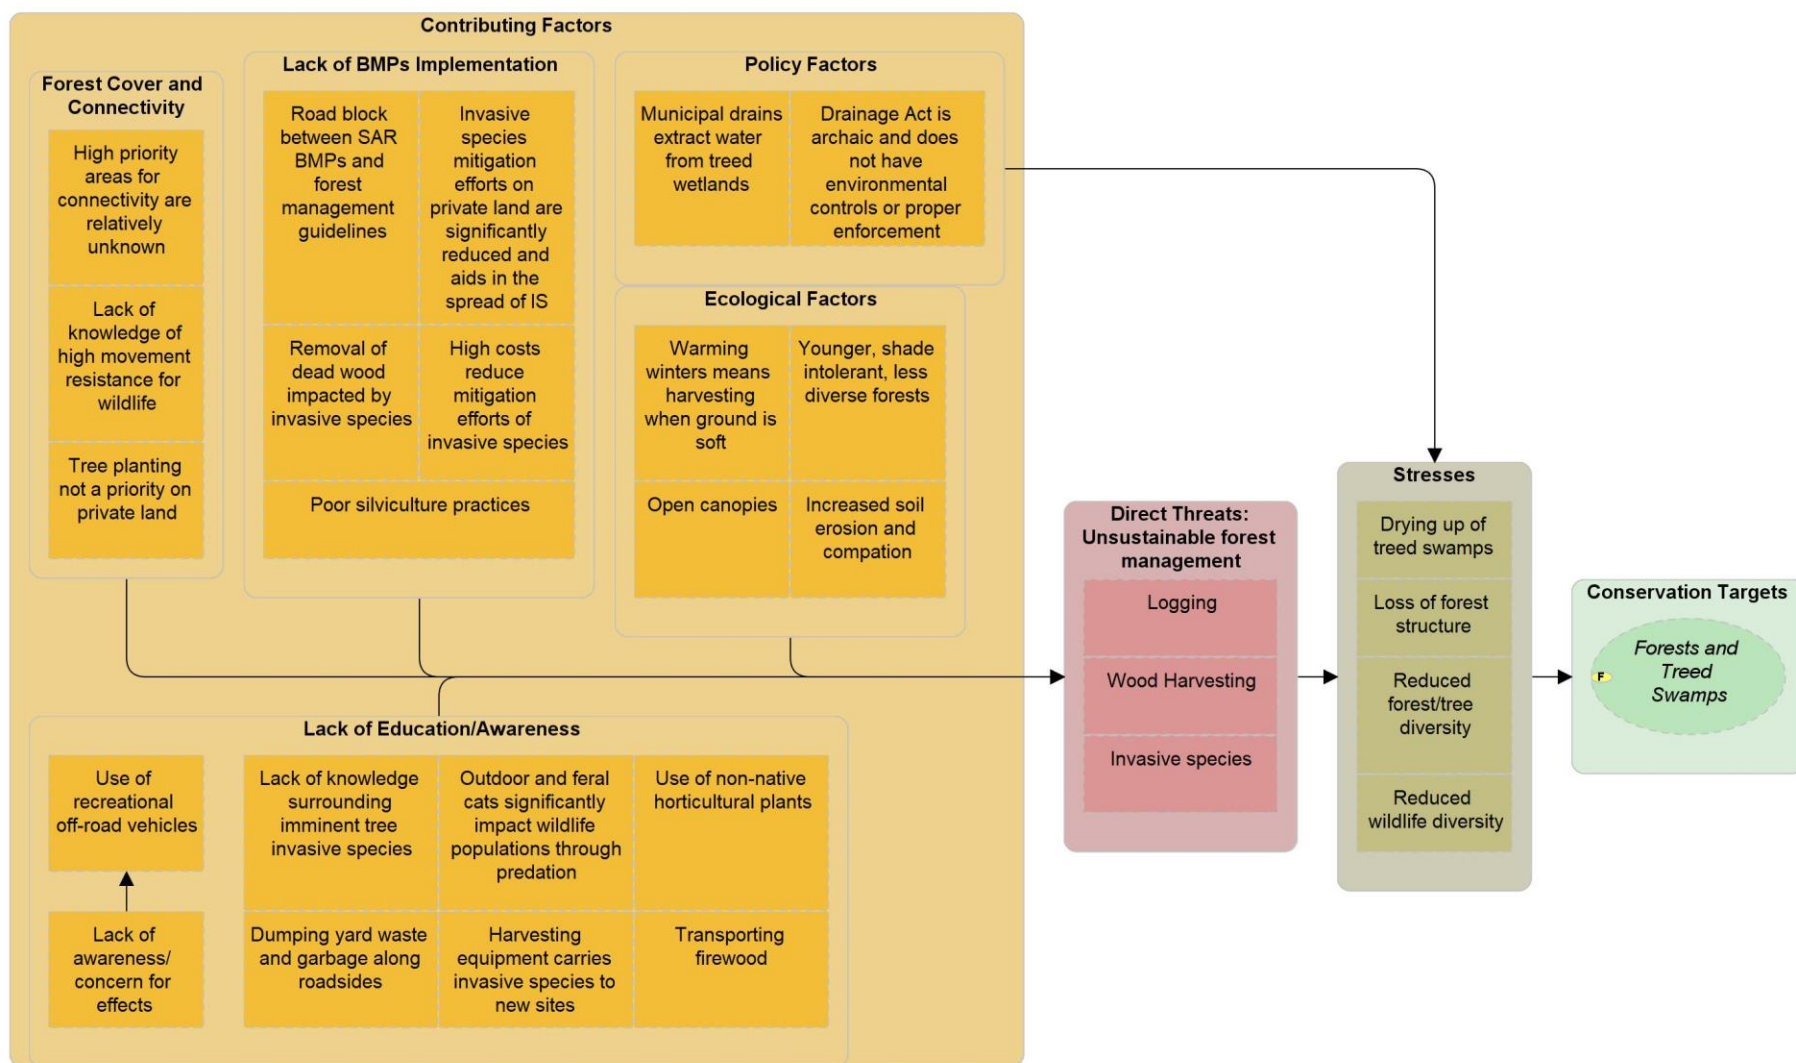 Contributing Factors
Forest Cover and
Connectivity
High priority
areas for
connectivity are
relatively
unknown
Lack of
knowledge of
high movement
resistance for
wildlife
Tree planting
not a priority on
private land
Lack of BMPs Implementation
Road block
between SAR
BMPs and
forest
management
guidelines
Invasive
species
mitigation
efforts on
private land are
significantly
reduced and
aids in the
spread of IS
Removal of
dead wood
impacted by
invasive species
High costs
reduce
mitigation
efforts of
invasive species
Poor silviculture practices
Policy Factors
Municipal drains
extract water
from treed
wetlands
Drainage Act is
archaic and does
not have
environmental
controls or proper
enforcement
Ecological Factors
Warming
winters means
harvesting
when ground is
soft
Younger, shade
intolerant, less
diverse forests
Open canopies
Increased soil
erosion and
compation
Lack of Education/Awareness
Use of
recreational
off-road vehicles
Lack of
awareness/
concern for
effects
Lack of knowledge
surrounding
imminent tree
invasive species
Outdoor and feral
cats significantly
impact wildlife
populations through
predation
Use of non-native
horticultural plants
Dumping yard waste
and garbage along
roadsides
Harvesting
equipment carries
invasive species to
new sites
Transporting
firewood
Direct Threats:
Unsustainable forest
management
Logging
Wood Harvesting
Invasive species
Stresses
Drying up of
treed swamps
Loss of forest
structure
Reduced
forest/tree
diversity
Reduced
wildlife diversity
Conservation Targets
Forests and
Treed
Swamps
F